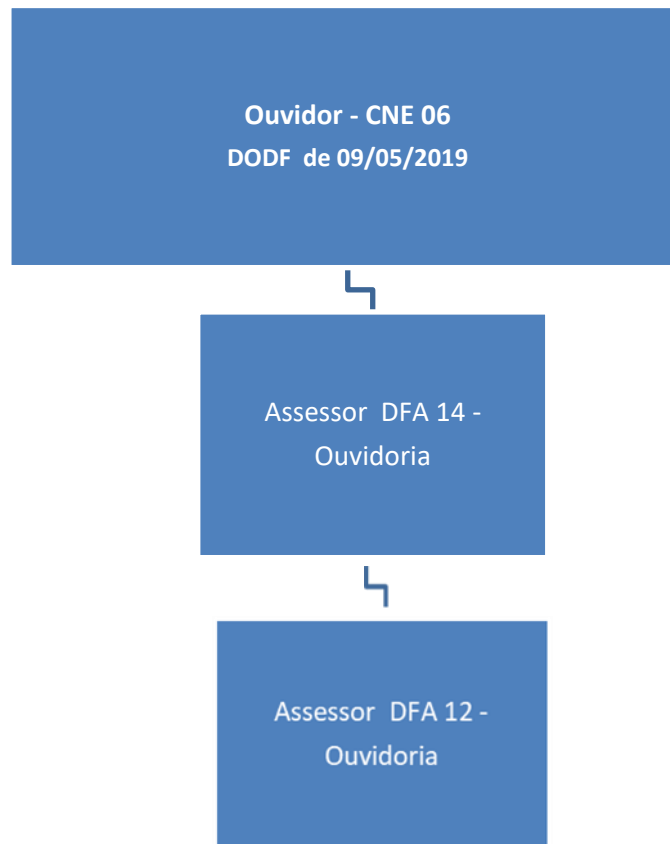 Ouvidor - CNE 06
DODF de 09/05/2019
Assessor DFA 14 -
Ouvidoria
Assessor DFA 12 -
Ouvidoria